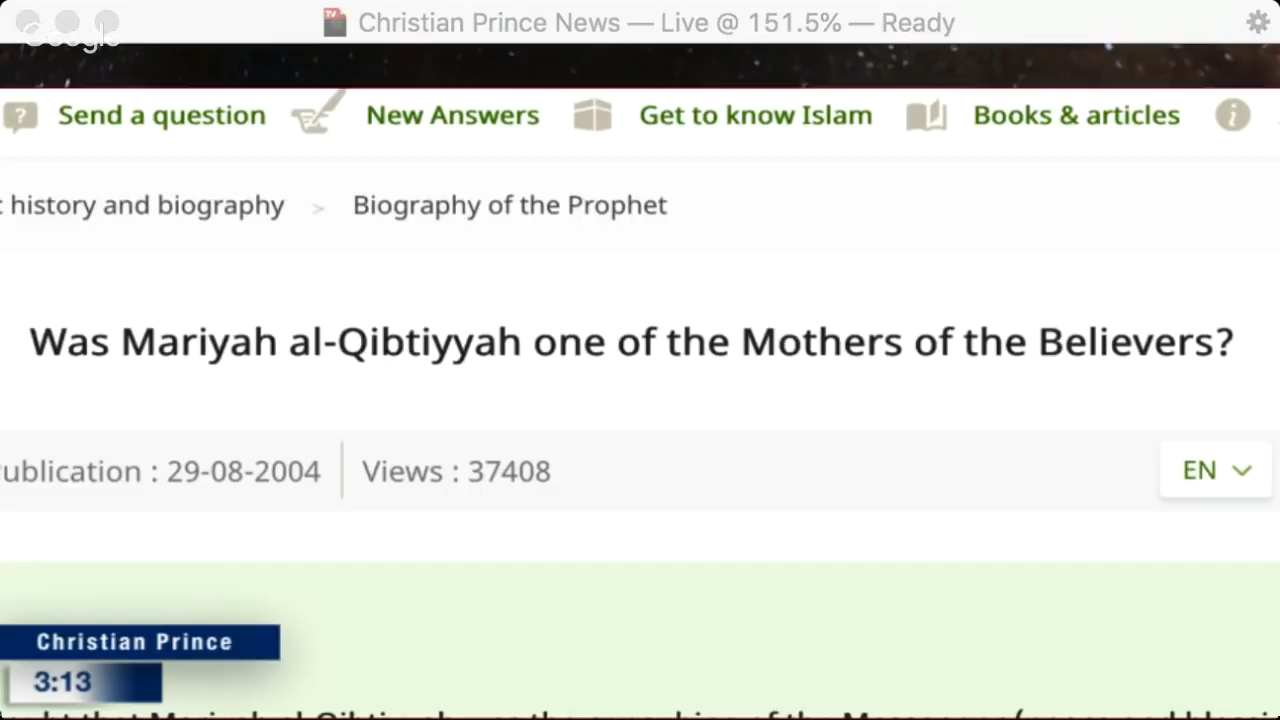 Christian Prince News — Live @ 151.5% — Ready
Google
Send a question New Answers Get to know Islam Books & articles
history and biography > Biography of the Prophet
Was Mariyah al-Qibtiyyah one of the Mothers of the Believers?
ublication : 29-08-2004 Views : 37408 EN
Christian Prince
3:13